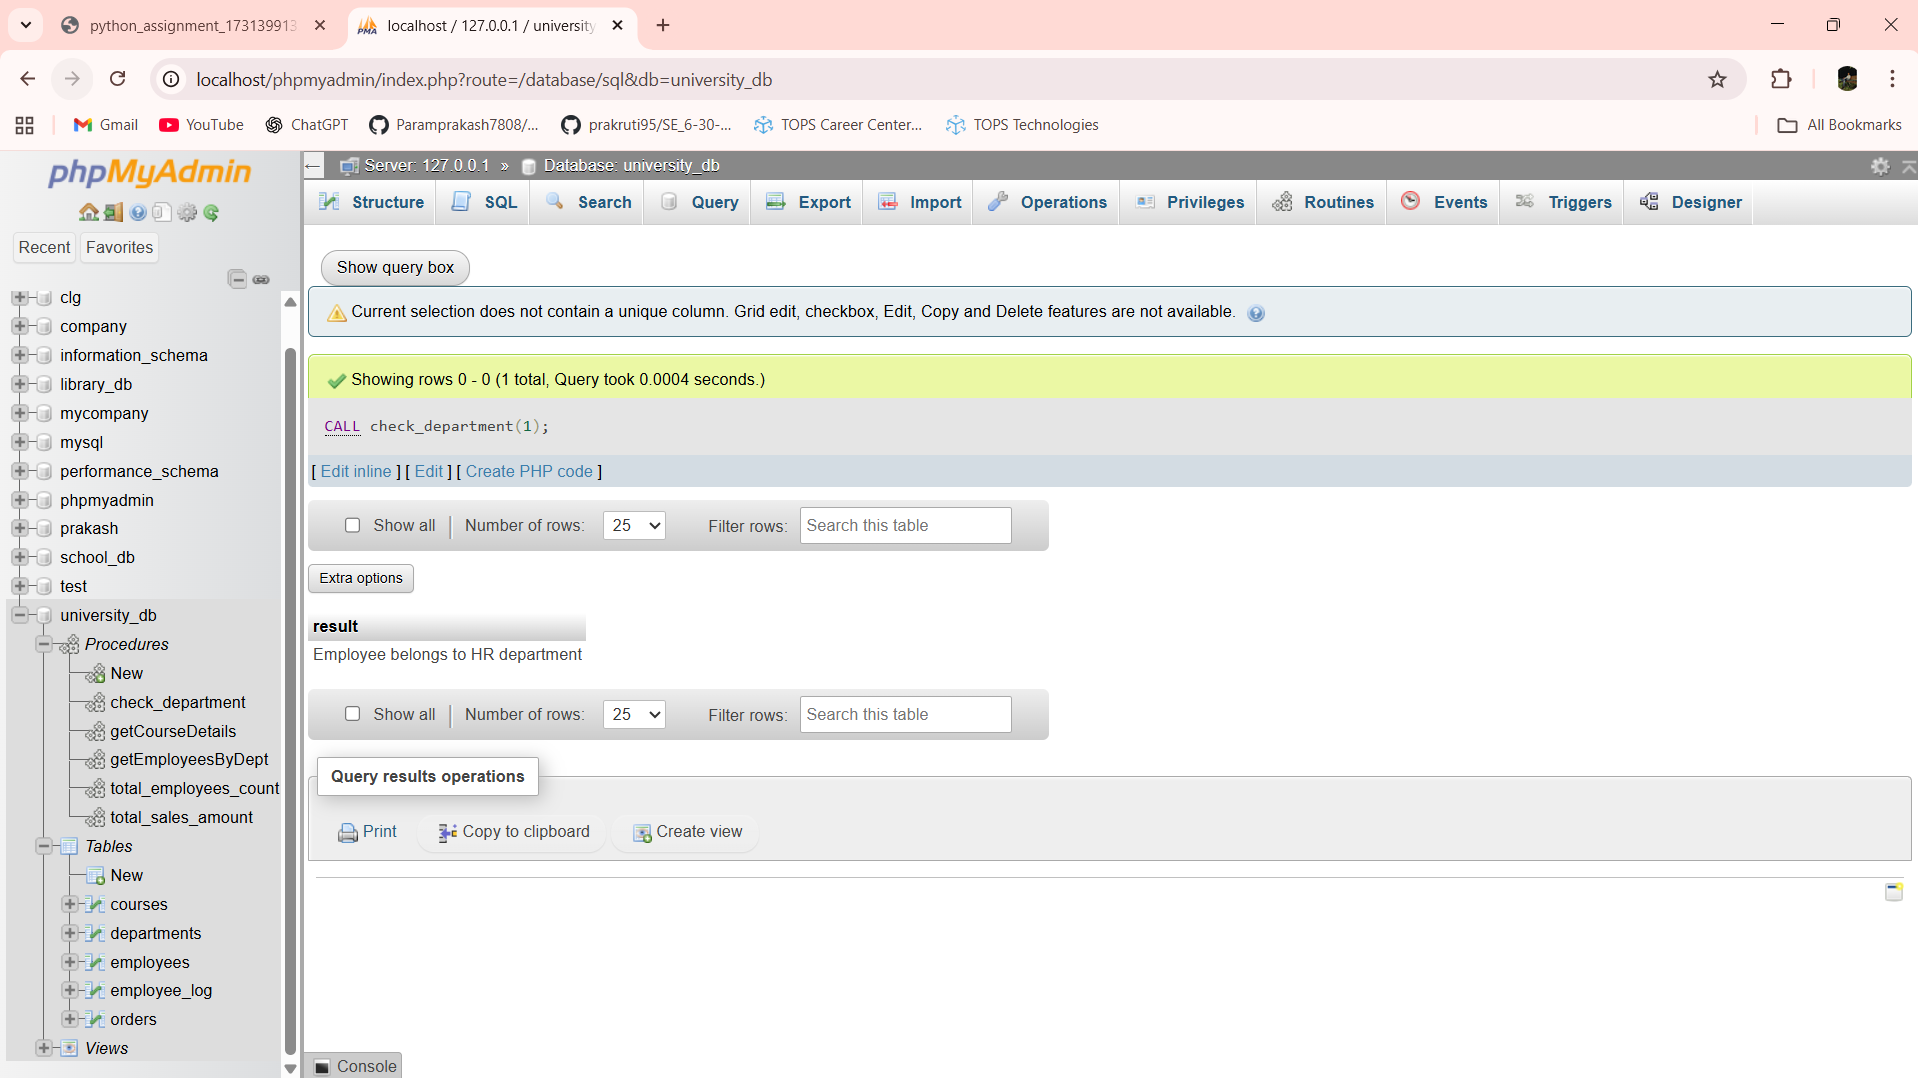 python_assignment_173139913
localhost / 127.0.0.1 / university
localhost/phpmyadmin/index.php?route=/database/sql&db=university_db
Gmail
YouTube
ChatGPT
Paramprakash7808/...
prakruti95/SE_6-30-...
TOPS Career Center...
TOPS Technologies
All Bookmarks
phpMyAdmin
Recent
Favorites
clg
company
information_schema
library_db
mycompany
mysql
performance_schema
phpmyadmin
prakash
school_db
test
university_db
Procedures
New
check_department
getCourseDetails
getEmployeesByDept
total_employees_count
total_sales_amount
Tables
New
courses
departments
employees
employee_log
orders
Views
Server: 127.0.0.1 » Database: university_db
Structure
SQL
Search
Query
Export
Import
Operations
Privileges
Routines
Events
Triggers
Designer
Show query box
Current selection does not contain a unique column. Grid edit, checkbox, Edit, Copy and Delete features are not available.
Showing rows 0 - 0 (1 total, Query took 0.0004 seconds.)
CALL check_department(1);
[ Edit inline ] [ Edit ] [ Create PHP code ]
Show all
Number of rows: 25
Filter rows: Search this table
Extra options
result
Employee belongs to HR department
Show all
Number of rows: 25
Filter rows: Search this table
Query results operations
Print
Copy to clipboard
Create view
Console